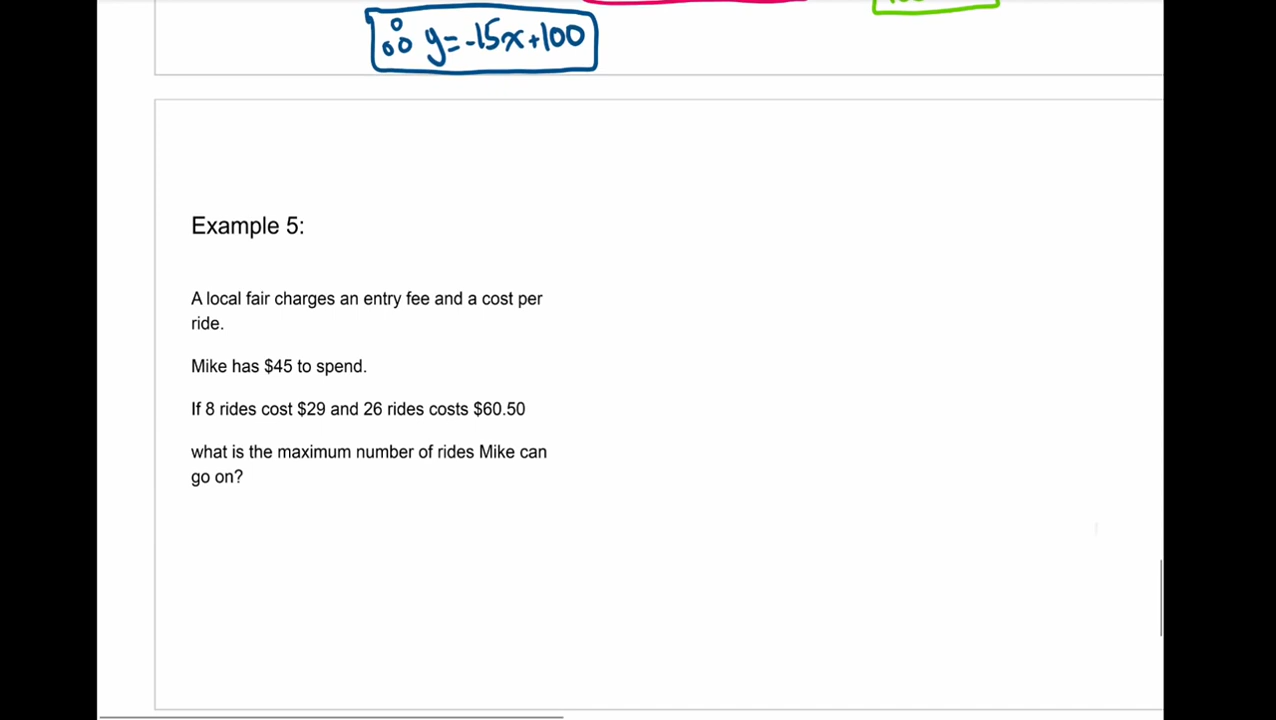 ∴ y=-15x+100
Example 5:
A local fair charges an entry fee and a cost per
ride.
Mike has $45 to spend.
If 8 rides cost $29 and 26 rides costs $60.50
what is the maximum number of rides Mike can
go on?